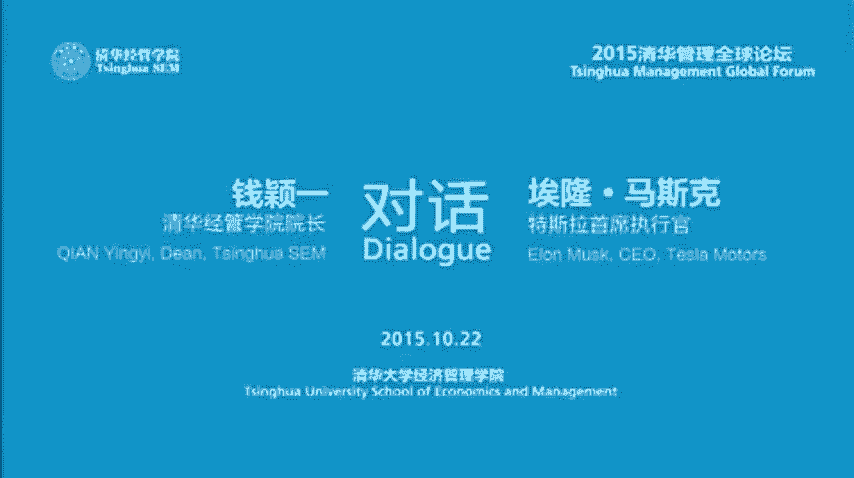 清华经管学院
Tsinghua SEM
2015清华管理全球论坛
Tsinghua Management Global Forum
钱颖一
清华经管学院院长
QIAN Yingyi, Dean, Tsinghua SEM
对话
Dialogue
埃隆·马斯克
特斯拉首席执行官
Elon Musk, CEO, Tesla Motors
2015.10.22
清华大学经济管理学院
Tsinghua University School of Economics and Management